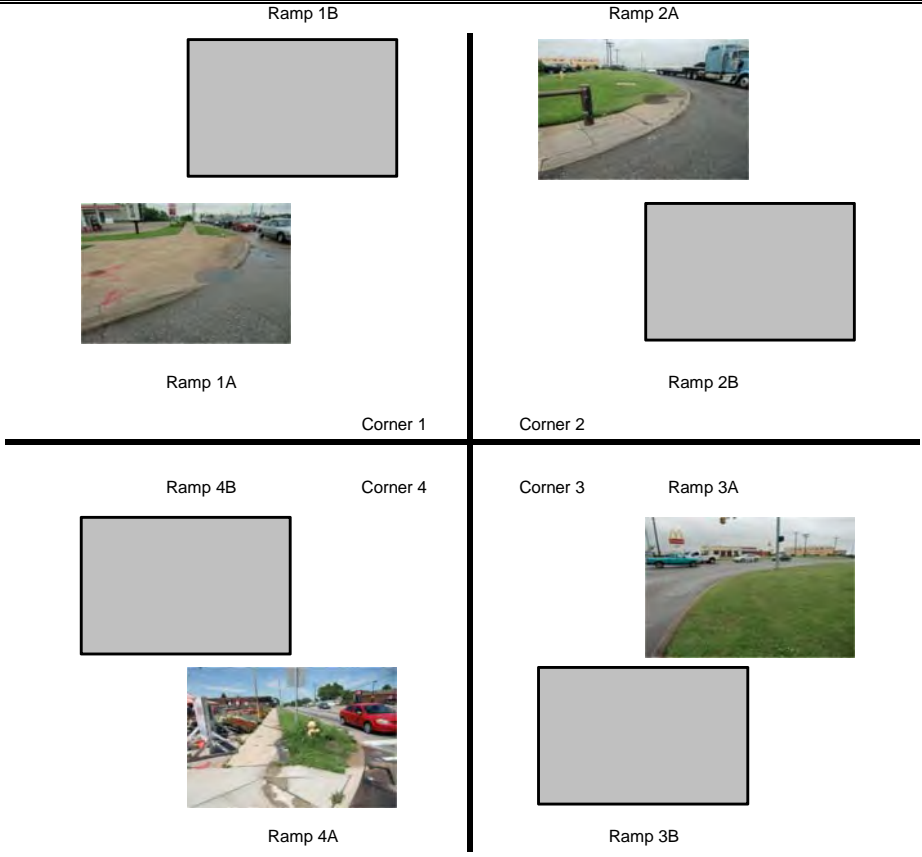 Ramp 1B
Ramp 2A
Ramp 1A
Ramp 2B
Corner 1
Corner 2
Ramp 4B
Corner 4
Corner 3
Ramp 3A
Ramp 4A
Ramp 3B